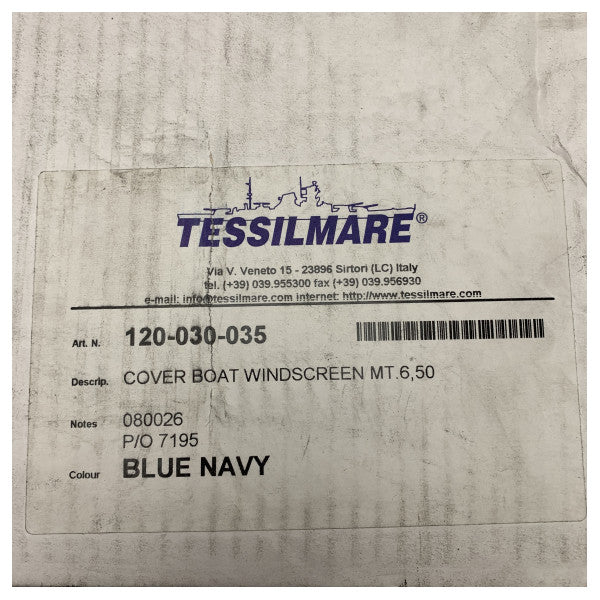 TESSILMARE®
Via V. Veneto 15 - 23896 Sirtori (LC) Italy
tel. (+39) 039.955300 fax (+39) 039.956930
e-mail: info@tessilmare.com internet: http://www.tessilmare.com
Art. N. 120-030-035
Descrip. COVER BOAT WINDSCREEN MT.6,50
Notes 080026
P/O 7195
Colour BLUE NAVY